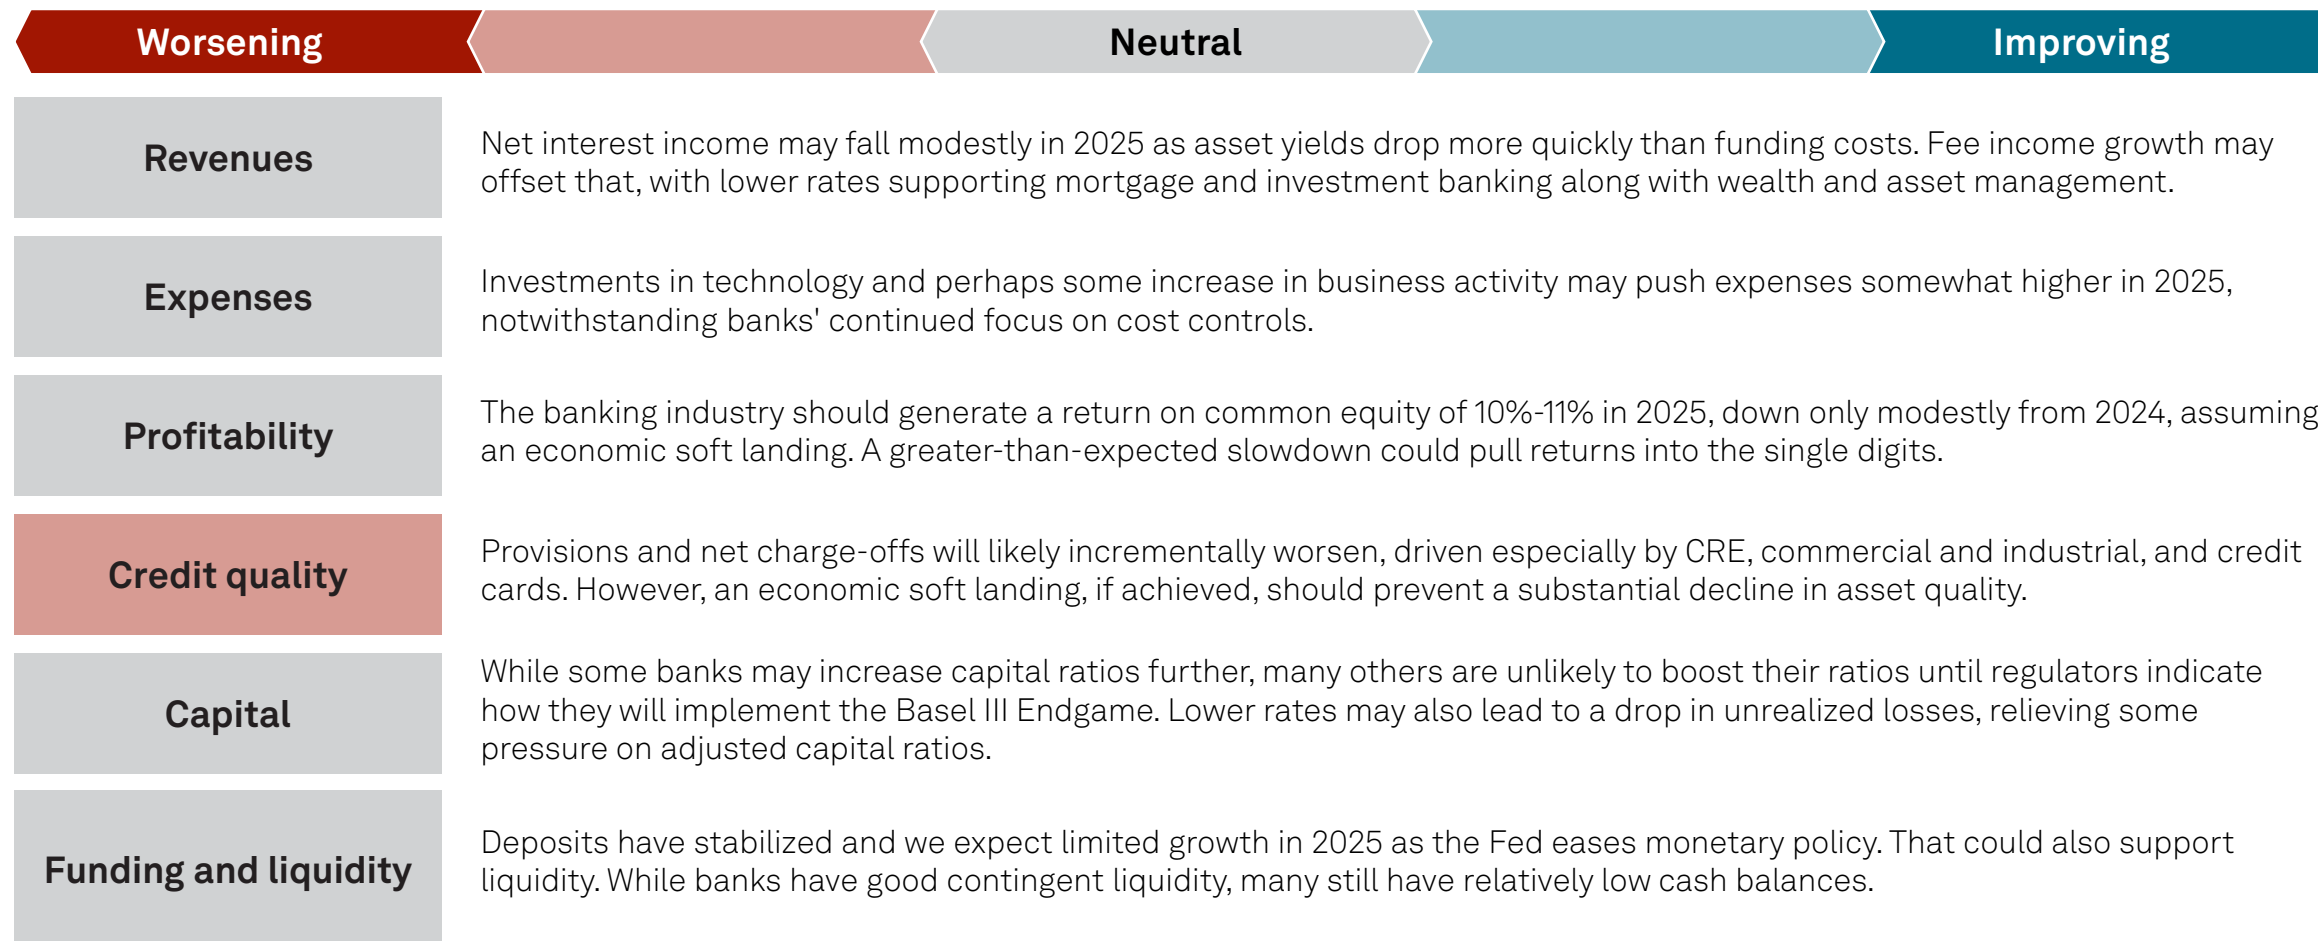 Worsening
Neutral
Improving
Revenues
Net interest income may fall modestly in 2025 as asset yields drop more quickly than funding costs. Fee income growth may
offset that, with lower rates supporting mortgage and investment banking along with wealth and asset management.
Expenses
Investments in technology and perhaps some increase in business activity may push expenses somewhat higher in 2025,
notwithstanding banks' continued focus on cost controls.
Profitability
The banking industry should generate a return on common equity of 10%-11% in 2025, down only modestly from 2024, assuming
an economic soft landing. A greater-than-expected slowdown could pull returns into the single digits.
Credit quality
Provisions and net charge-offs will likely incrementally worsen, driven especially by CRE, commercial and industrial, and credit
cards. However, an economic soft landing, if achieved, should prevent a substantial decline in asset quality.
Capital
While some banks may increase capital ratios further, many others are unlikely to boost their ratios until regulators indicate
how they will implement the Basel III Endgame. Lower rates may also lead to a drop in unrealized losses, relieving some
pressure on adjusted capital ratios.
Funding and liquidity
Deposits have stabilized and we expect limited growth in 2025 as the Fed eases monetary policy. That could also support
liquidity. While banks have good contingent liquidity, many still have relatively low cash balances.